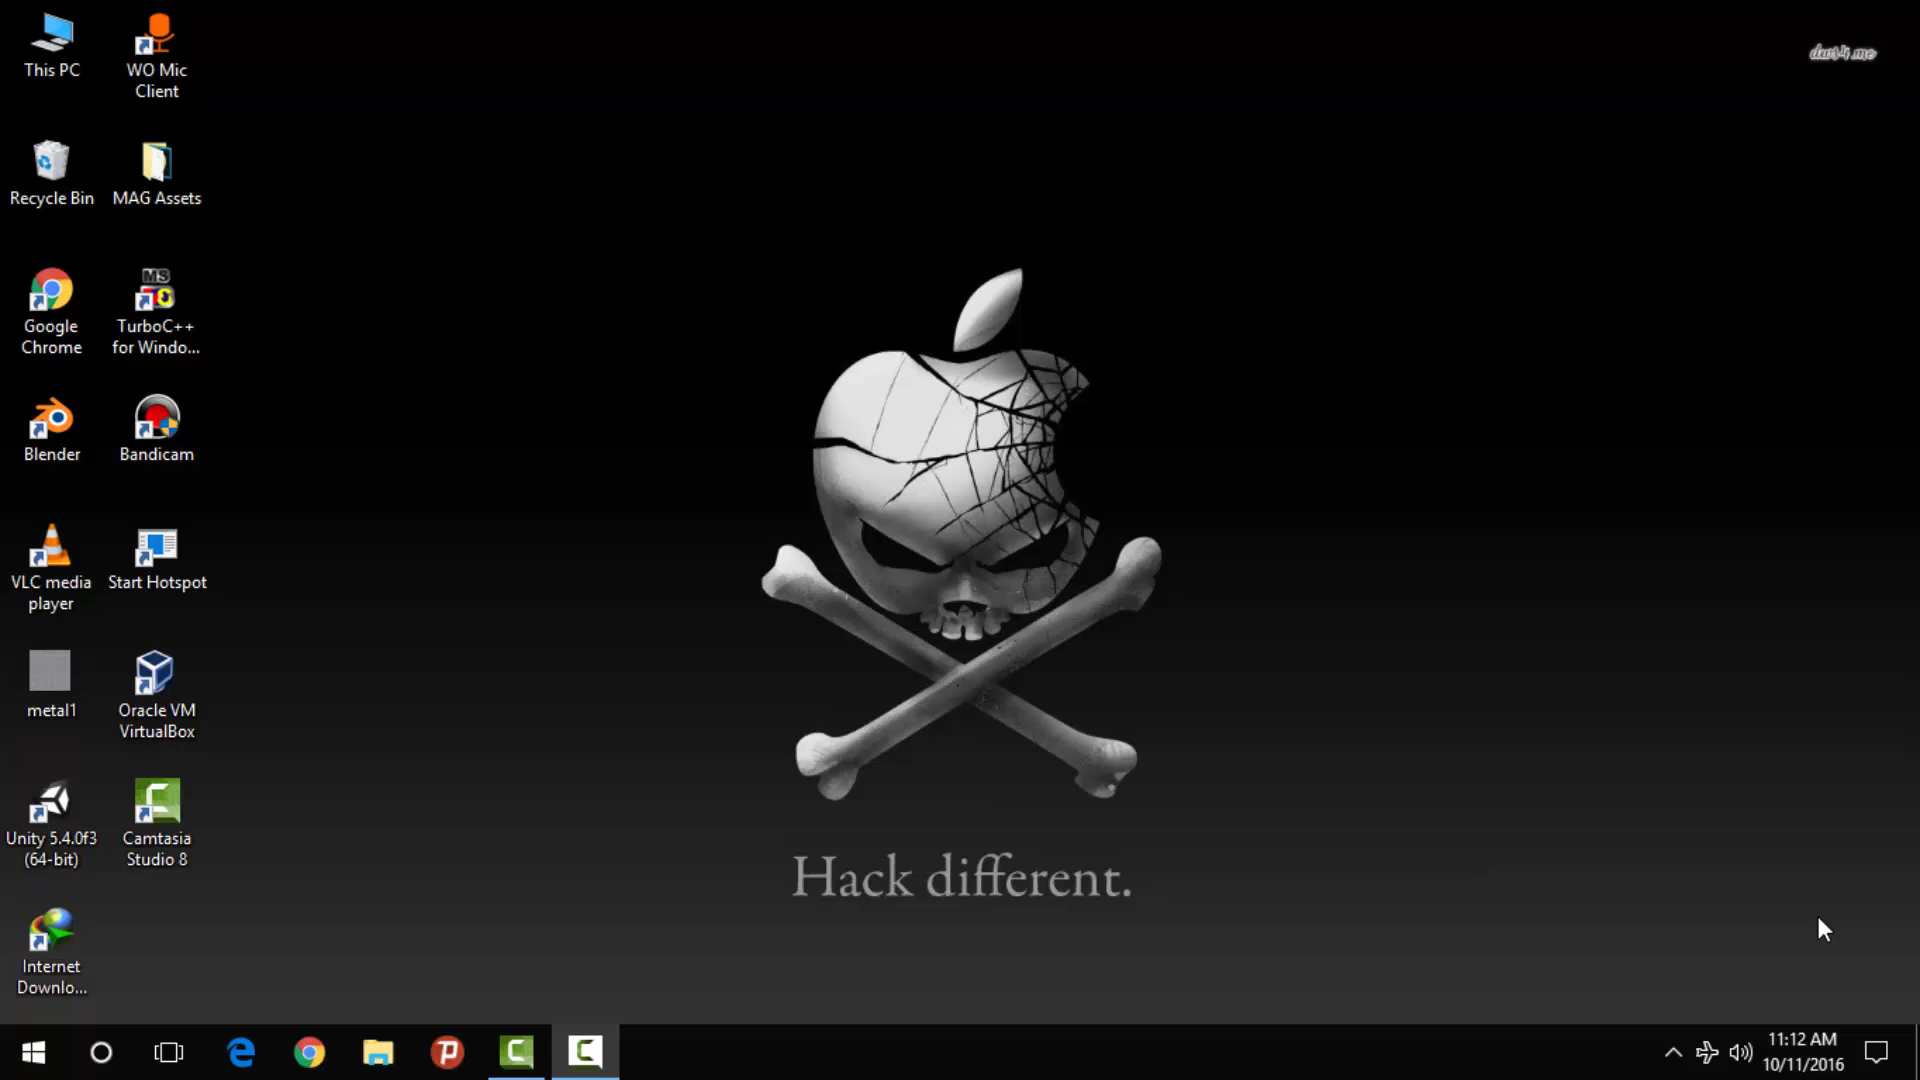 This PC
WO Mic
Client
Recycle Bin
MAG Assets
Google
Chrome
MS
TurboC++
for Windo...
Blender
Bandicam
VLC media
player
Start Hotspot
metal1
Oracle VM
VirtualBox
Unity 5.4.0f3
(64-bit)
Camtasia
Studio 8
Internet
Downlo...
Hack different.
11:12 AM
10/11/2016